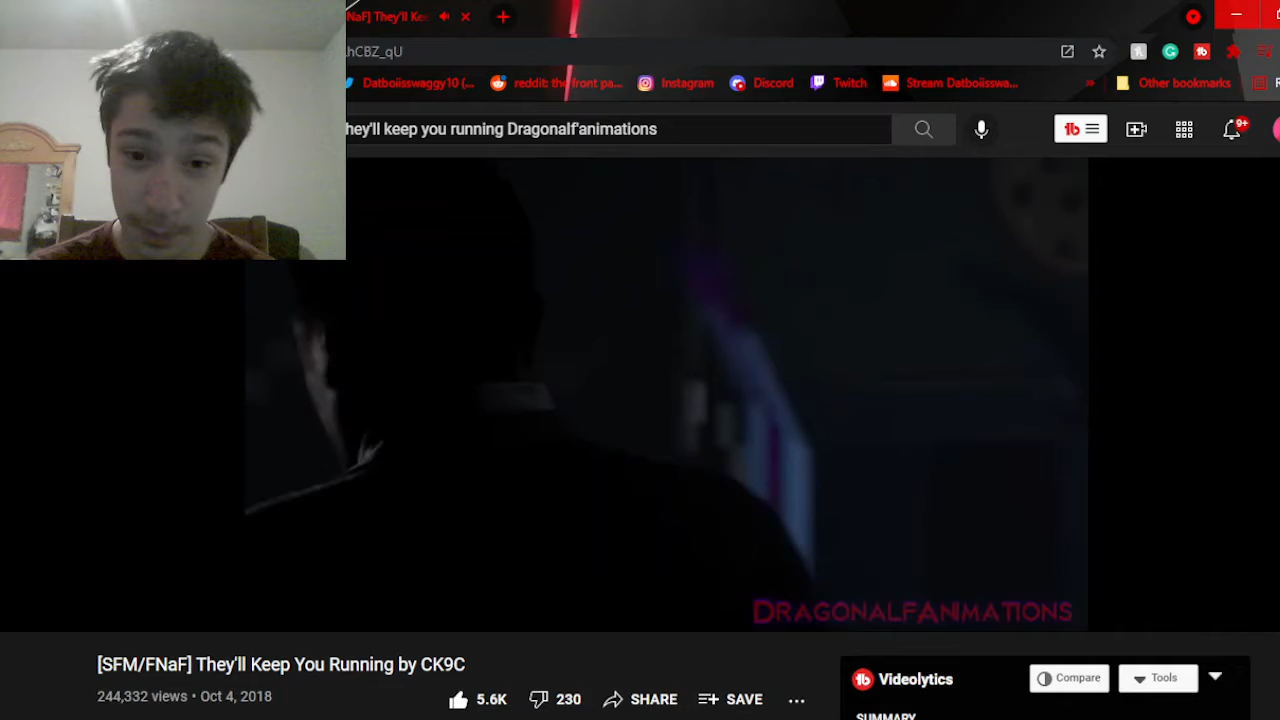 NaF] They'll Kee
hCBZ_qU
Datboiisswaggy10 (... reddit: the front pa... Instagram Discord Twitch Stream Datboiisswa... » Other bookmarks R
hey'll keep you running Dragonalf'animations
9+
DRAGONALFANIMATIONS
[SFM/FNaF] They'll Keep You Running by CK9C
244,332 views • Oct 4, 2018
5.6K 230 SHARE SAVE ...
Videolytics Compare Tools
SUMMARY